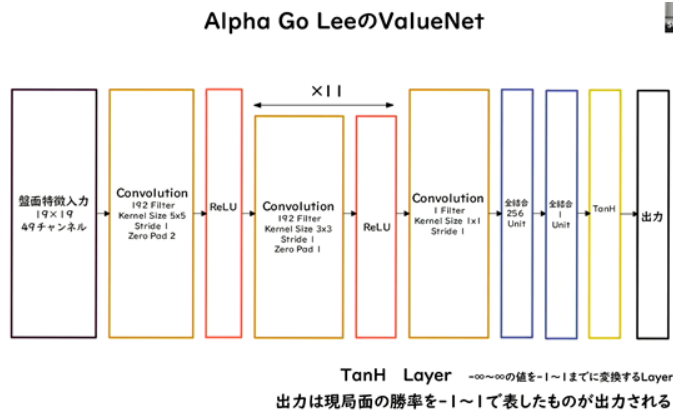 Alpha Go LeeのValueNet
×11
盤面特徴入力
19×19
49チャンネル
Convolution
192 Filter
Kernel Size 5x5
Stride 1
Zero Pad 2
ReLU
Convolution
192 Filter
Kernel Size 3x3
Stride 1
Zero Pad 1
ReLU
Convolution
1 Filter
Kernel Size 1x1
Stride 1
全結合
256
Unit
全結合
1
Unit
TanH
出力
TanH Layer -∞~∞の値を-1~1までに変換するLayer
出力は現局面の勝率を-1~1で表したものが出力される